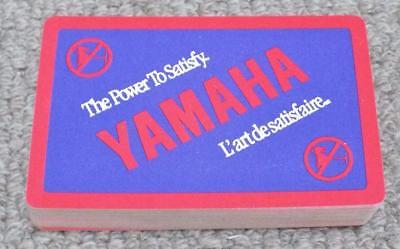 The Power To Satisfy.
YAMAHA
L'art de satisfaire...